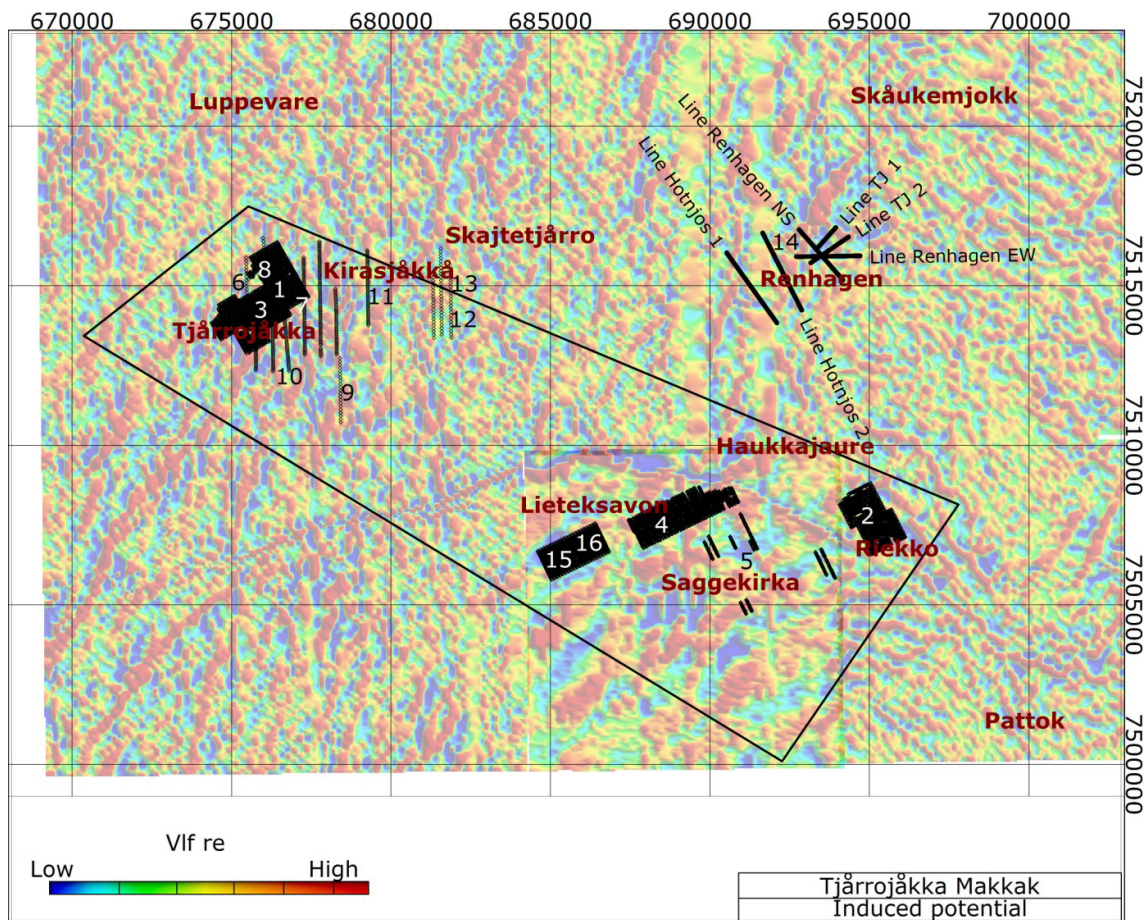 670000 675000 680000 685000 690000 695000 700000
7520000
7515000
7510000
7505000
7500000
Luppevare
Skåukemjokk
Line Renhagen NS
Line Hotnjos 1
Line TJ 1
Line TJ 2
14
Line Renhagen EW
Renhagen
Line Hotnjos 2
Skajtetjårro
Kirasjåkkå
6
8
1
3
7
11
13
12
Tjårrojåkka
10
9
Haukkajaure
Lieteksavon
4
2
15
16
5
Riekko
Saggekirka
Pattok
Vlf re
Low High
Tjårrojåkka Makkak
Induced potential